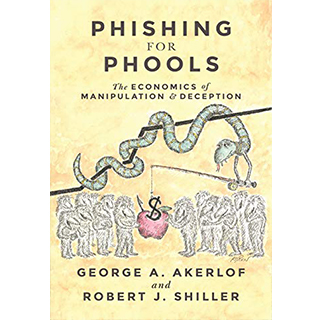 PHISHING
FOR
PHOOLS
The ECONOMICS of
MANIPULATION & DECEPTION
$
GEORGE A. AKERLOF
and
ROBERT J. SHILLER